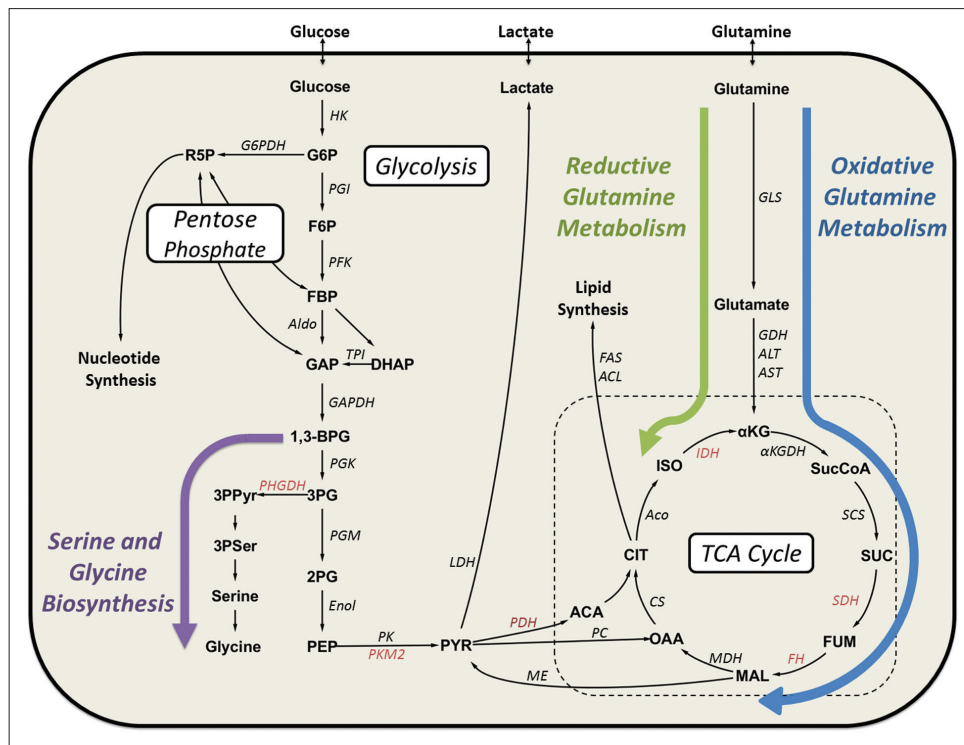 Glucose
Lactate
Glutamine
Glucose
Lactate
Glutamine
HK
R5P
G6PDH
G6P
Glycolysis
PGI
Pentose
Phosphate
F6P
PFK
FBP
Aldo
TPI
GAP
DHAP
Nucleotide
Synthesis
GAPDH
1,3-BPG
PGK
3PPyr
PHGDH
3PG
3PSer
PGM
Serine and
Glycine
Biosynthesis
2PG
Serine
Enol
Glycine
PEP
PK
PKM2
PYR
LDH
Reductive
Glutamine
Metabolism
Oxidative
Glutamine
Metabolism
GLS
Lipid
Synthesis
Glutamate
GDH
ALT
AST
FAS
ACL
αKG
IDH
αKGDH
ISO
SucCoA
Aco
SCS
CIT
TCA Cycle
SUC
CS
SDH
ACA
PDH
PC
OAA
FUM
MDH
FH
MAL
ME